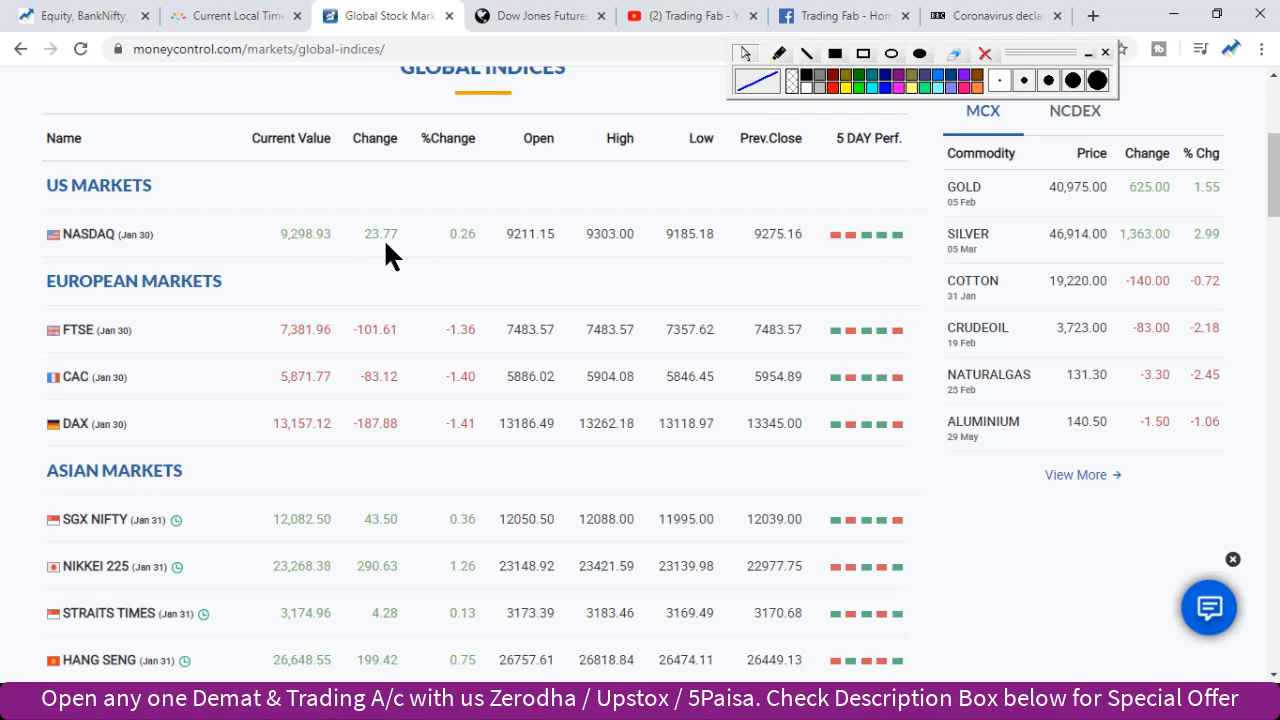 Equity, BankNifty,
Current Local Time
Global Stock Mark
Dow Jones Future
(2) Trading Fab - Y
Trading Fab - Hom
Coronavirus decla
moneycontrol.com/markets/global-indices/
GLOBAL INDICES
Name Current Value Change %Change Open High Low Prev.Close 5 DAY Perf.
US MARKETS
NASDAQ (Jan 30) 9,298.93 23.77 0.26 9211.15 9303.00 9185.18 9275.16
EUROPEAN MARKETS
FTSE (Jan 30) 7,381.96 -101.61 -1.36 7483.57 7483.57 7357.62 7483.57
CAC (Jan 30) 5,871.77 -83.12 -1.40 5886.02 5904.08 5846.45 5954.89
DAX (Jan 30) 13,157.12 -187.88 -1.41 13186.49 13262.18 13118.97 13345.00
ASIAN MARKETS
SGX NIFTY (Jan 31) 12,082.50 43.50 0.36 12050.50 12088.00 11995.00 12039.00
NIKKEI 225 (Jan 31) 23,268.38 290.63 1.26 23148.92 23421.59 23139.98 22977.75
STRAITS TIMES (Jan 31) 3,174.96 4.28 0.13 3173.39 3183.46 3169.49 3170.68
HANG SENG (Jan 31) 26,648.55 199.42 0.75 26757.61 26818.84 26474.11 26449.13
MCX NCDEX
Commodity Price Change % Chg
GOLD 40,975.00 625.00 1.55
05 Feb
SILVER 46,914.00 1,363.00 2.99
05 Mar
COTTON 19,220.00 -140.00 -0.72
31 Jan
CRUDEOIL 3,723.00 -83.00 -2.18
19 Feb
NATURALGAS 131.30 -3.30 -2.45
25 Feb
ALUMINIUM 140.50 -1.50 -1.06
29 May
View More
Open any one Demat & Trading A/c with us Zerodha / Upstox / 5Paisa. Check Description Box below for Special Offer